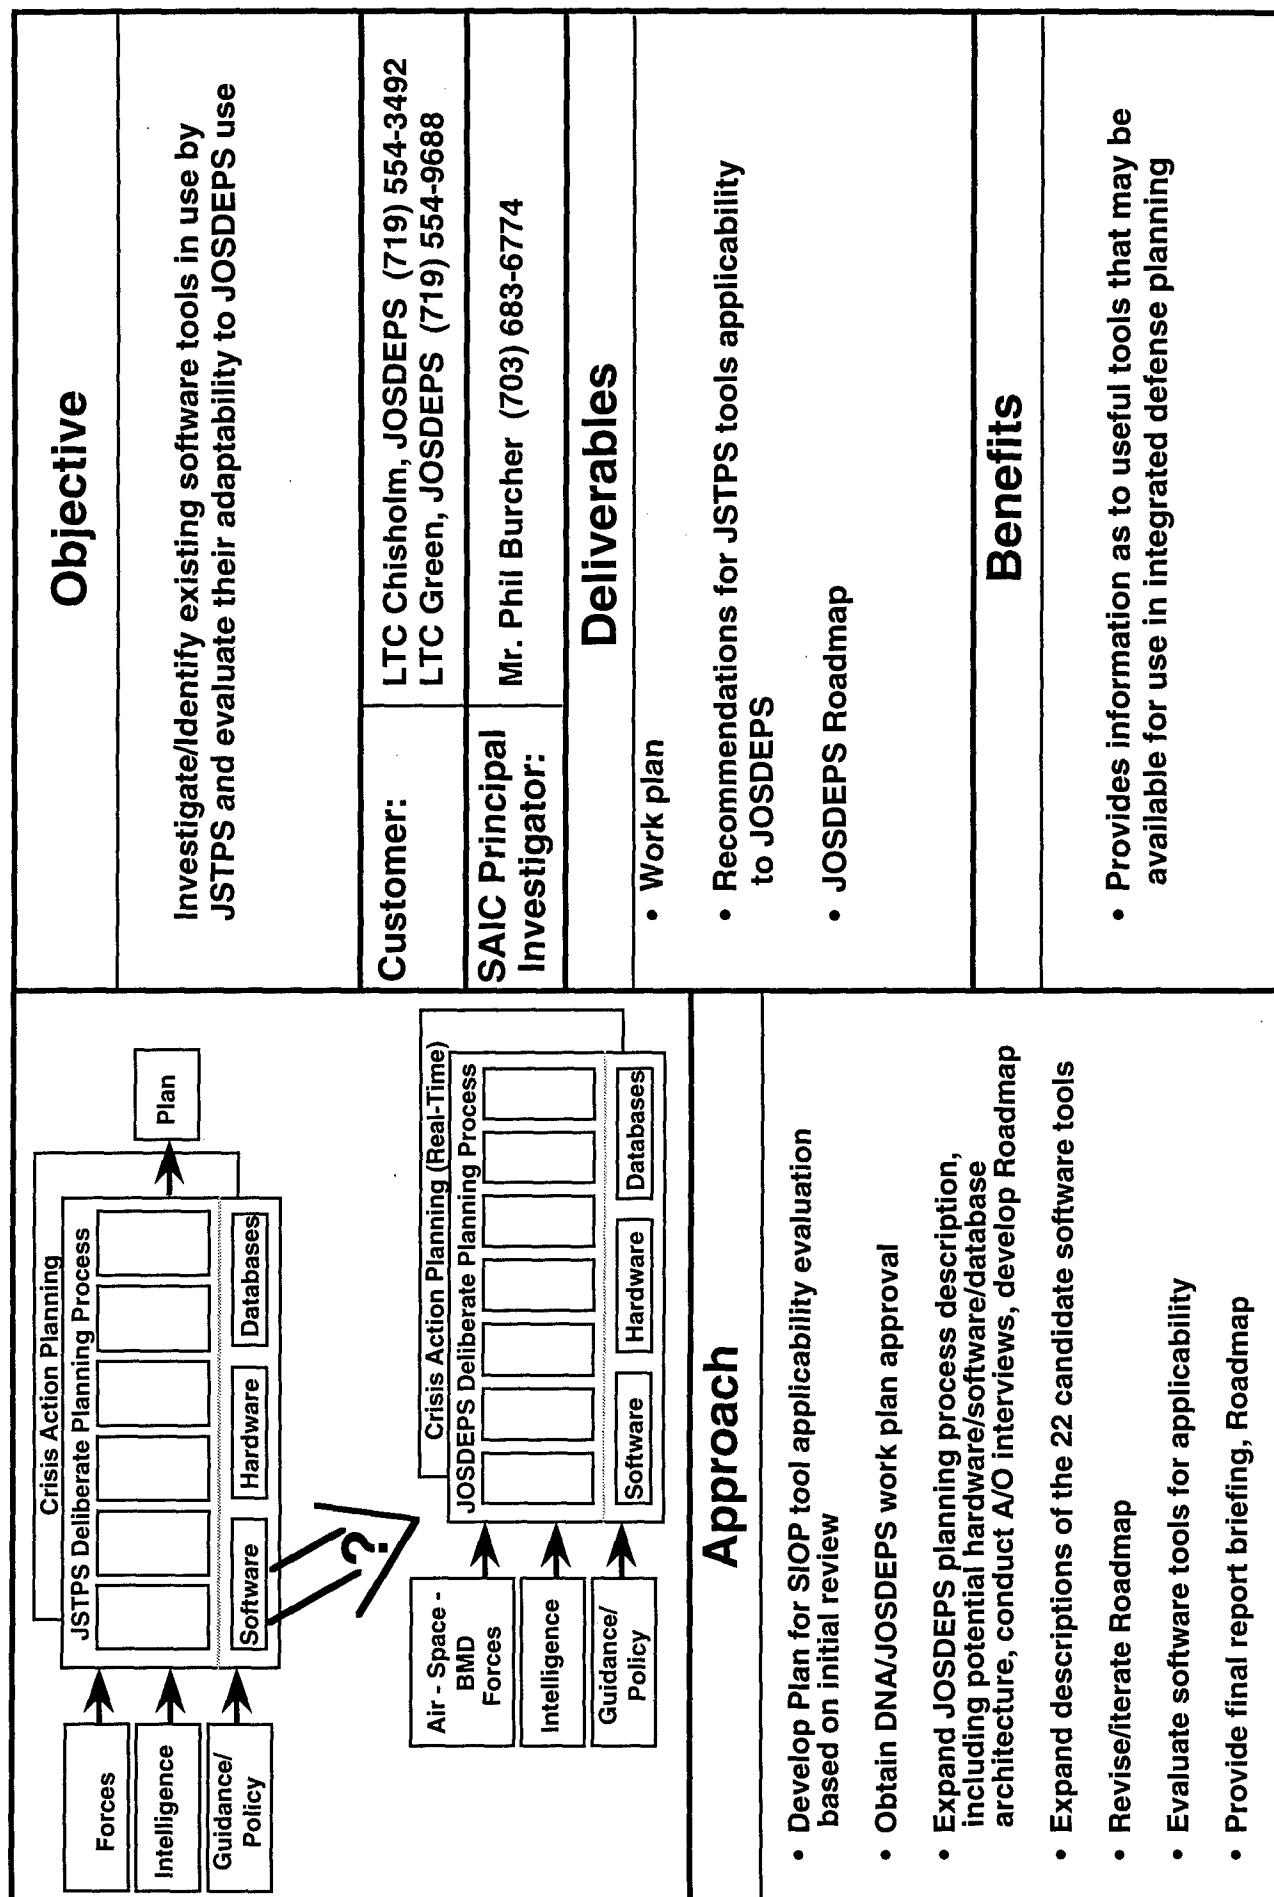 Crisis Action Planning
JSTPS Deliberate Planning Process
Forces
Intelligence
Guidance/
Policy
Software
Hardware
Databases
Plan
?
Crisis Action Planning (Real-Time)
JOSDEPS Deliberate Planning Process
Air - Space -
BMD
Forces
Intelligence
Guidance/
Policy
Software
Hardware
Databases
Approach
• Develop Plan for SIOP tool applicability evaluation
based on initial review
• Obtain DNA/JOSDEPS work plan approval
• Expand JOSDEPS planning process description,
including potential hardware/software/database
architecture, conduct A/O interviews, develop Roadmap
• Expand descriptions of the 22 candidate software tools
• Revise/iterate Roadmap
• Evaluate software tools for applicability
• Provide final report briefing, Roadmap
Objective
Investigate/Identify existing software tools in use by
JSTPS and evaluate their adaptability to JOSDEPS use
Customer:
LTC Chisholm, JOSDEPS (719) 554-3492
LTC Green, JOSDEPS (719) 554-9688
SAIC Principal
Investigator:
Mr. Phil Burcher (703) 683-6774
Deliverables
• Work plan
• Recommendations for JSTPS tools applicability
to JOSDEPS
• JOSDEPS Roadmap
Benefits
• Provides information as to useful tools that may be
available for use in integrated defense planning